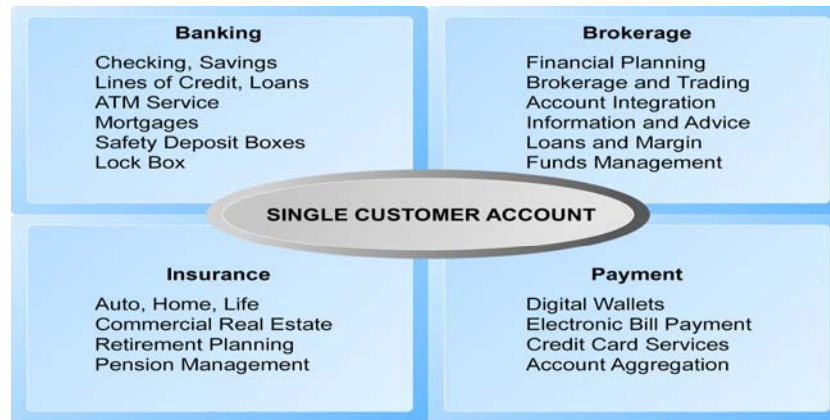 Banking
Checking, Savings
Lines of Credit, Loans
ATM Service
Mortgages
Safety Deposit Boxes
Lock Box
Brokerage
Financial Planning
Brokerage and Trading
Account Integration
Information and Advice
Loans and Margin
Funds Management
SINGLE CUSTOMER ACCOUNT
Insurance
Auto, Home, Life
Commercial Real Estate
Retirement Planning
Pension Management
Payment
Digital Wallets
Electronic Bill Payment
Credit Card Services
Account Aggregation